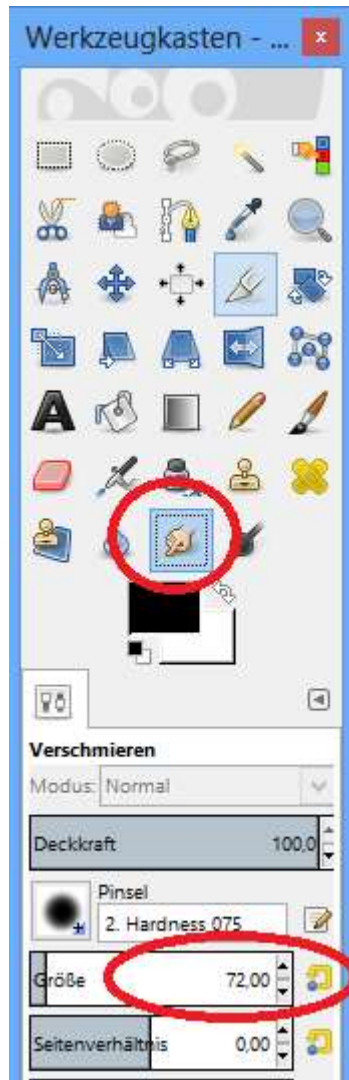 Werkzeugkasten - ...
Verschmieren
Modus: Normal
Deckkraft 100,0
Pinsel
2. Hardness 075
Größe 72,00
Seitenverhältnis 0,00